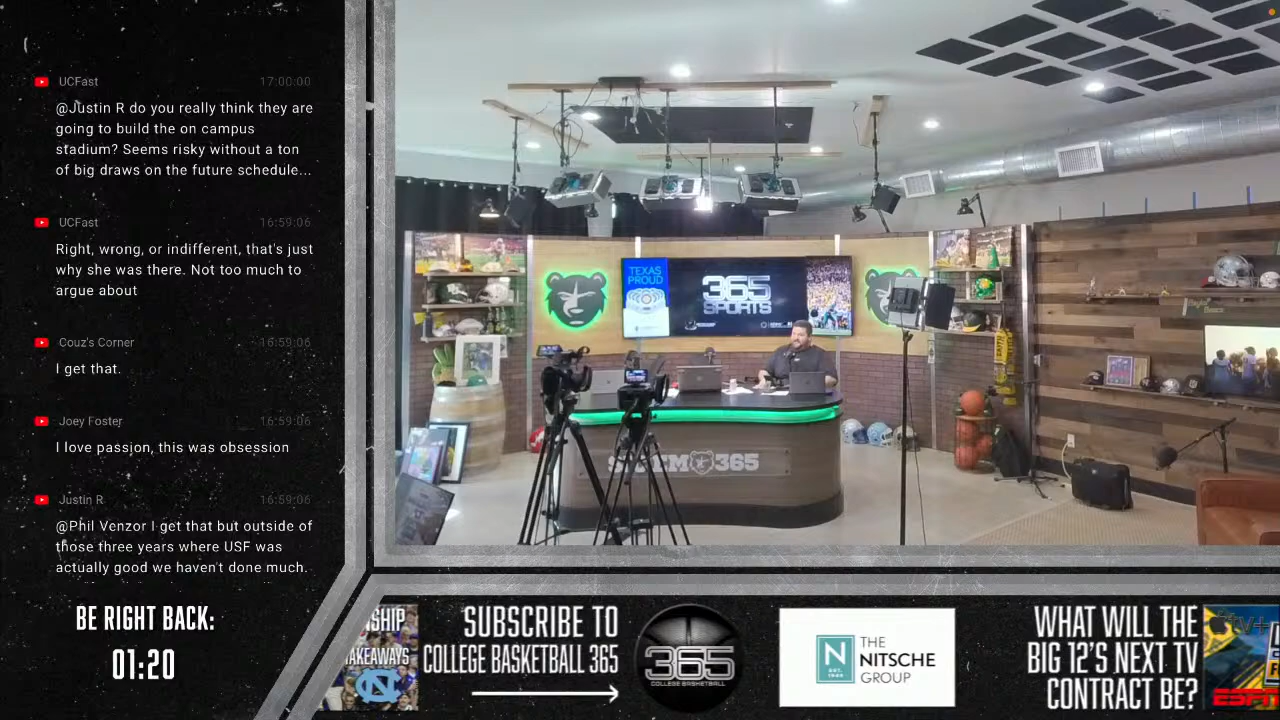 UCFast 17:00:00
@Justin R do you really think they are
going to build the on campus
stadium? Seems risky without a ton
of big draws on the future schedule...
UCFast 16:59:06
Right, wrong, or indifferent, that's just
why she was there. Not too much to
argue about
Couz's Corner 16:59:06
I get that.
Joey Foster 16:59:06
I love passion, this was obsession
Justin R 16:59:06
@Phil Venzor I get that but outside of
those three years where USF was
actually good we haven't done much.
BE RIGHT BACK:
01:20
TEXAS
PROUD
365
SPORTS
365
TAKEAWAYS
SUBSCRIBE TO
COLLEGE BASKETBALL 365
365
COLLEGE BASKETBALL
N
EST.
THE
NITSCHE
GROUP
WHAT WILL THE
BIG 12'S NEXT TV
CONTRACT BE?
tv+